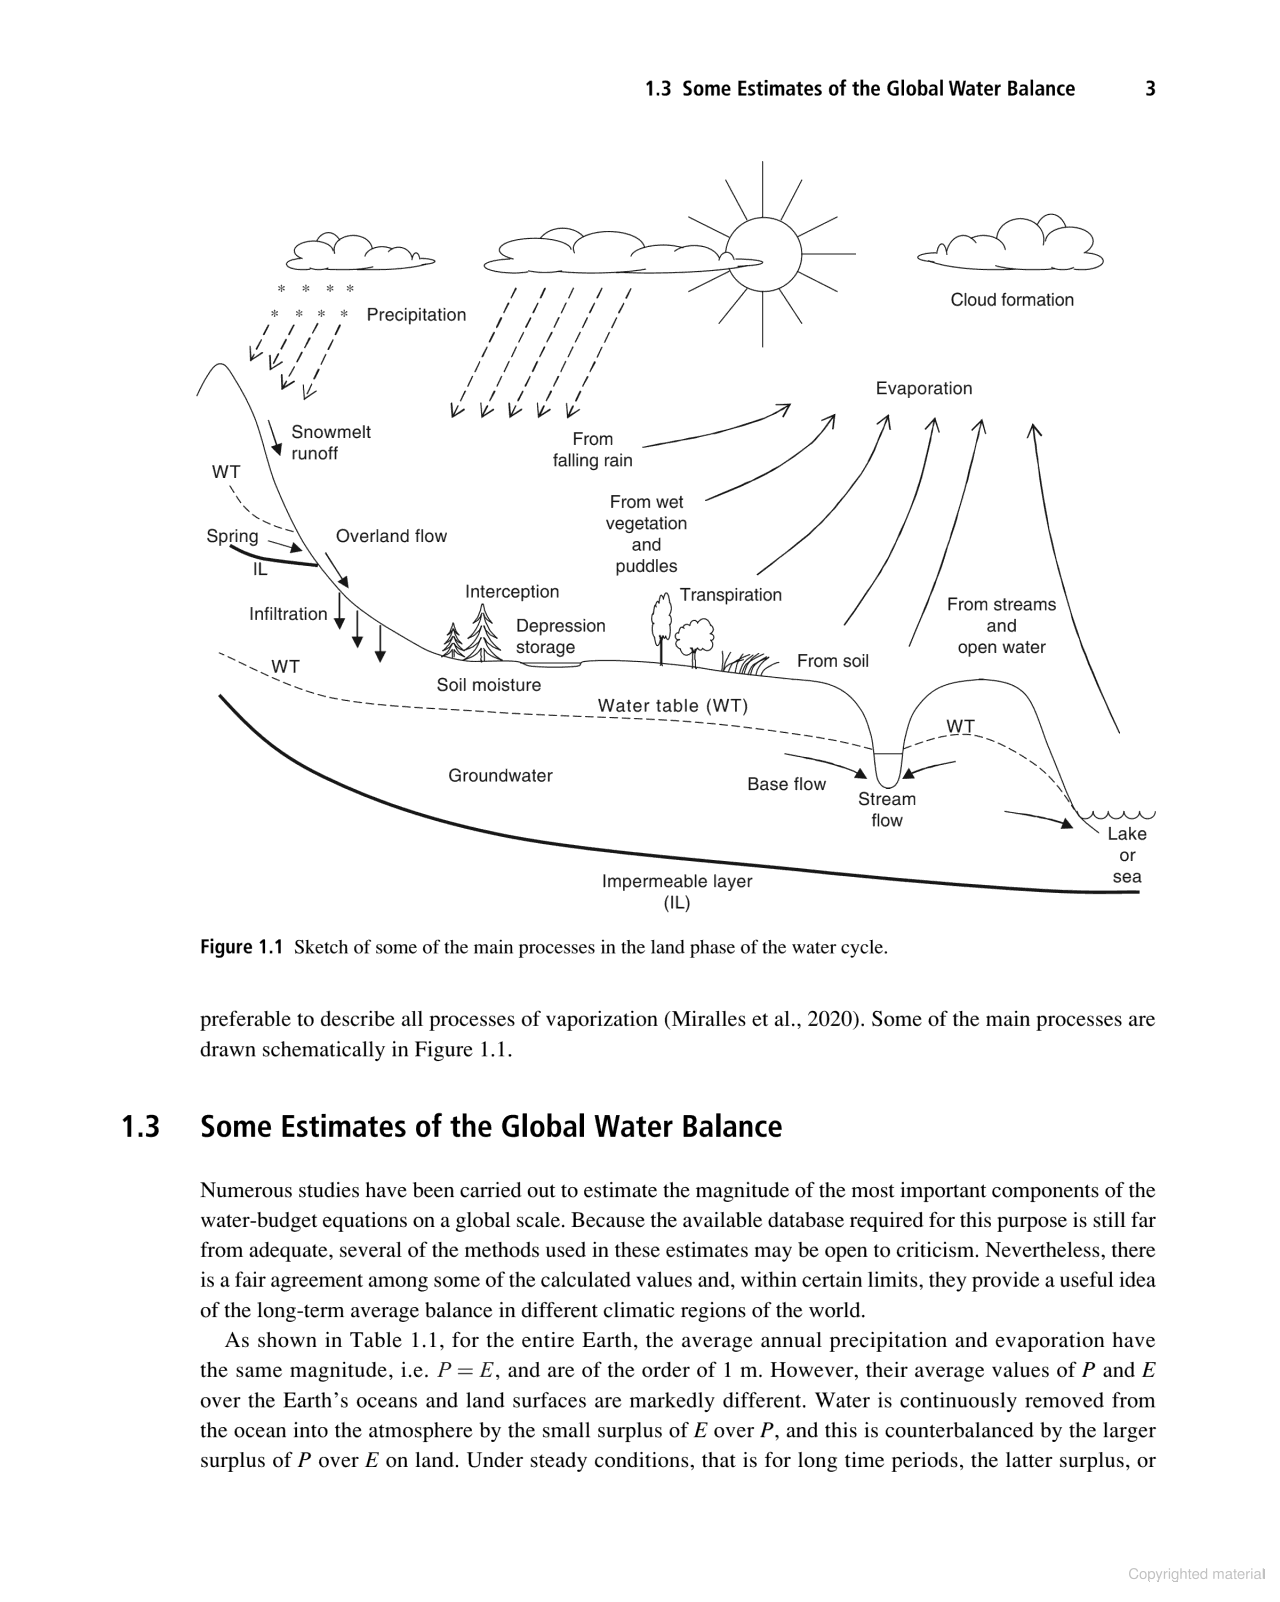 1.3 Some Estimates of the Global Water Balance 3
Cloud formation
Precipitation
Evaporation
Snowmelt
runoff
From
falling rain
WT
From wet
vegetation
and
puddles
Spring
Overland flow
IL
Interception
Transpiration
Infiltration
Depression
storage
From streams
and
open water
From soil
WT
Soil moisture
Water table (WT)
WT
Groundwater
Base flow
Stream
flow
Lake
or
sea
Impermeable layer
(IL)
Figure 1.1 Sketch of some of the main processes in the land phase of the water cycle.
preferable to describe all processes of vaporization (Miralles et al., 2020). Some of the main processes are
drawn schematically in Figure 1.1.
1.3 Some Estimates of the Global Water Balance
Numerous studies have been carried out to estimate the magnitude of the most important components of the
water-budget equations on a global scale. Because the available database required for this purpose is still far
from adequate, several of the methods used in these estimates may be open to criticism. Nevertheless, there
is a fair agreement among some of the calculated values and, within certain limits, they provide a useful idea
of the long-term average balance in different climatic regions of the world.
As shown in Table 1.1, for the entire Earth, the average annual precipitation and evaporation have
the same magnitude, i.e. P = E, and are of the order of 1 m. However, their average values of P and E
over the Earth's oceans and land surfaces are markedly different. Water is continuously removed from
the ocean into the atmosphere by the small surplus of E over P, and this is counterbalanced by the larger
surplus of P over E on land. Under steady conditions, that is for long time periods, the latter surplus, or
Copyrighted material